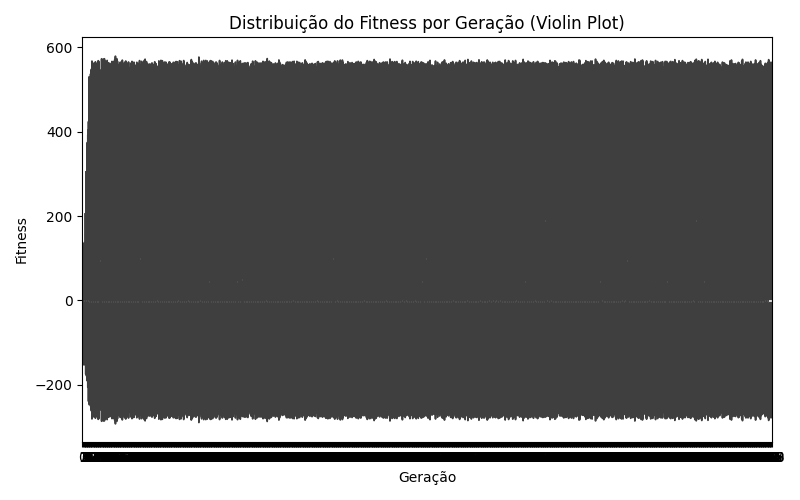 Distribuição do Fitness por Geração (Violin Plot)
600
400
200
0
−200
Fitness
Geração